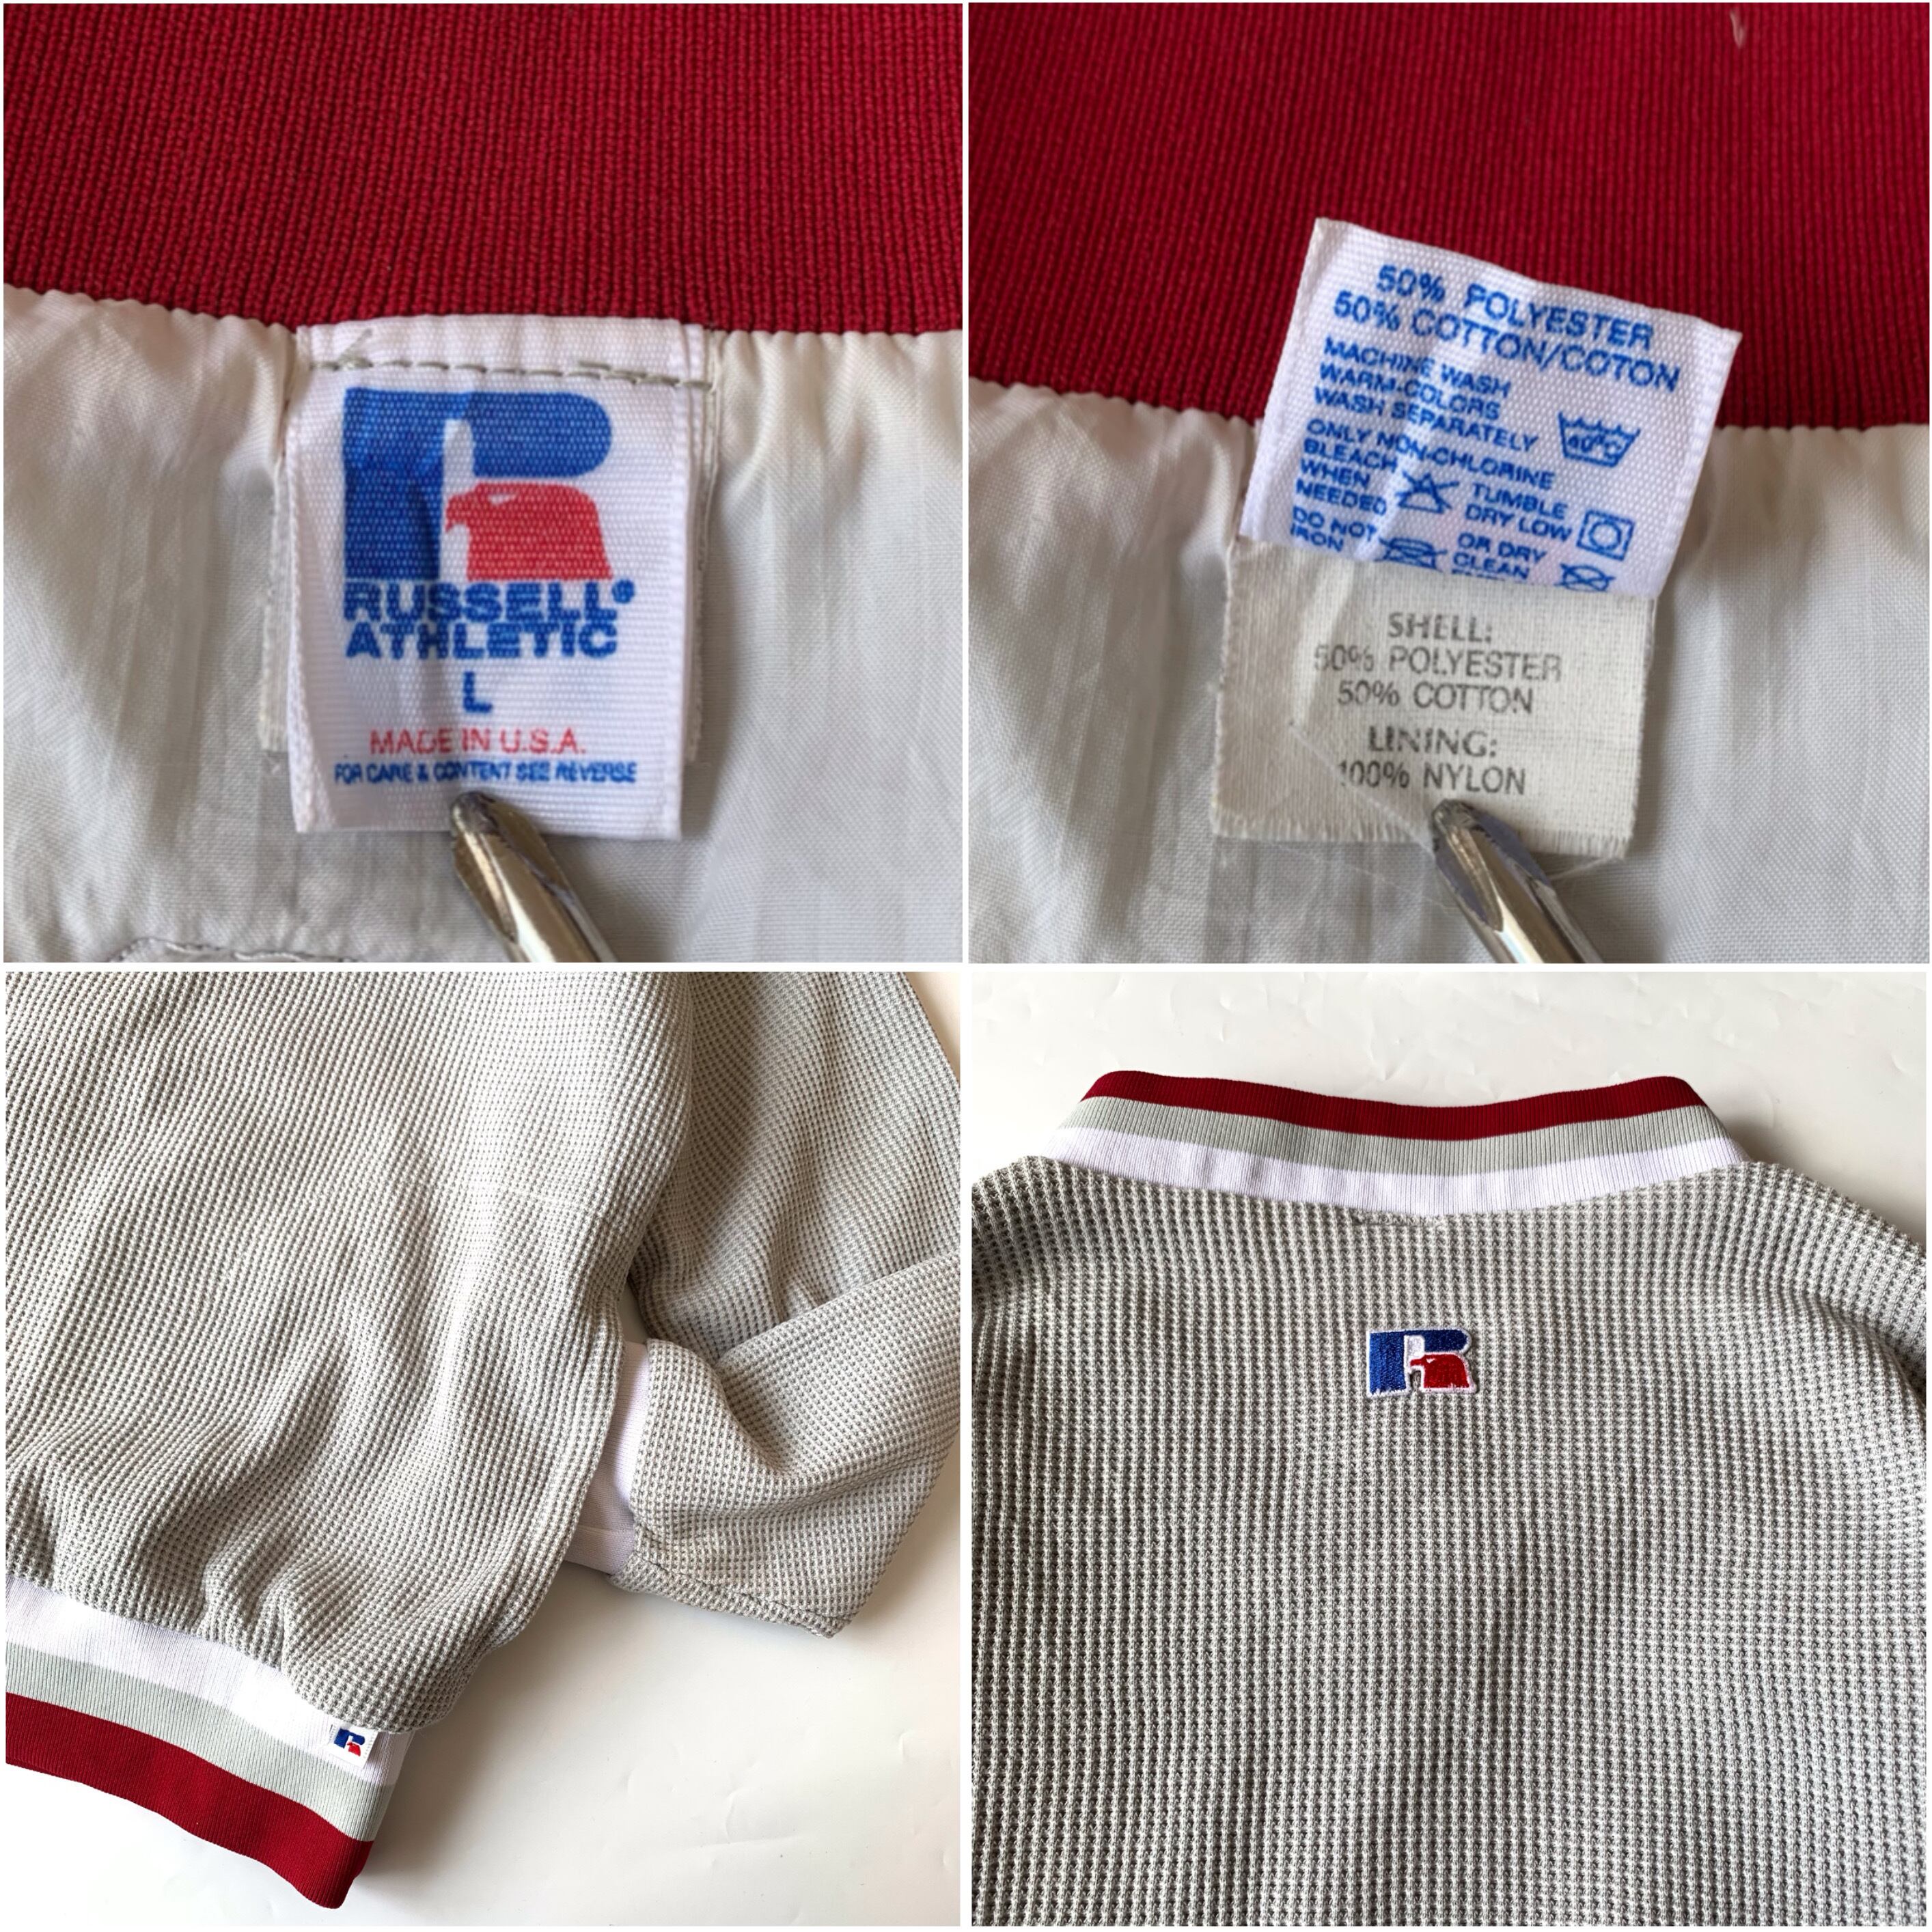 RUSSELL®
ATHLETIC
L
MADE IN U.S.A.
FOR CARE & CONTENT SEE REVERSE
50% POLYESTER
50% COTTON/COTON
MACHINE WASH
WARM-COLORS
WASH SEPARATELY
40°C
ONLY NON-CHLORINE
BLEACH
WHEN
NEEDED
TUMBLE
DRY LOW
DO NOT
IRON
OR DRY
CLEAN
SHELL:
50% POLYESTER
50% COTTON
LINING:
100% NYLON